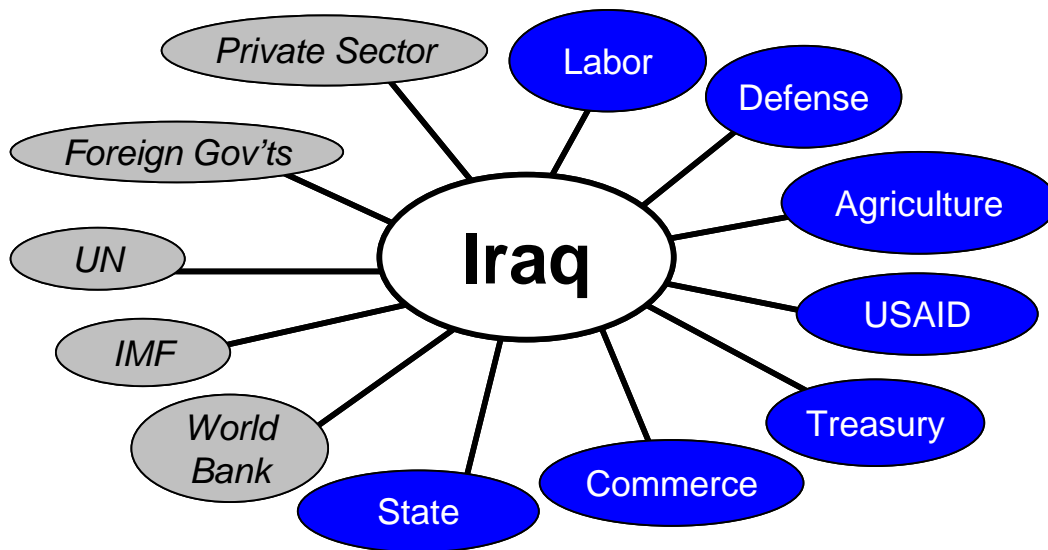 Private Sector
Labor
Defense
Foreign Gov’ts
Agriculture
UN
Iraq
USAID
IMF
Treasury
World
Bank
Commerce
State